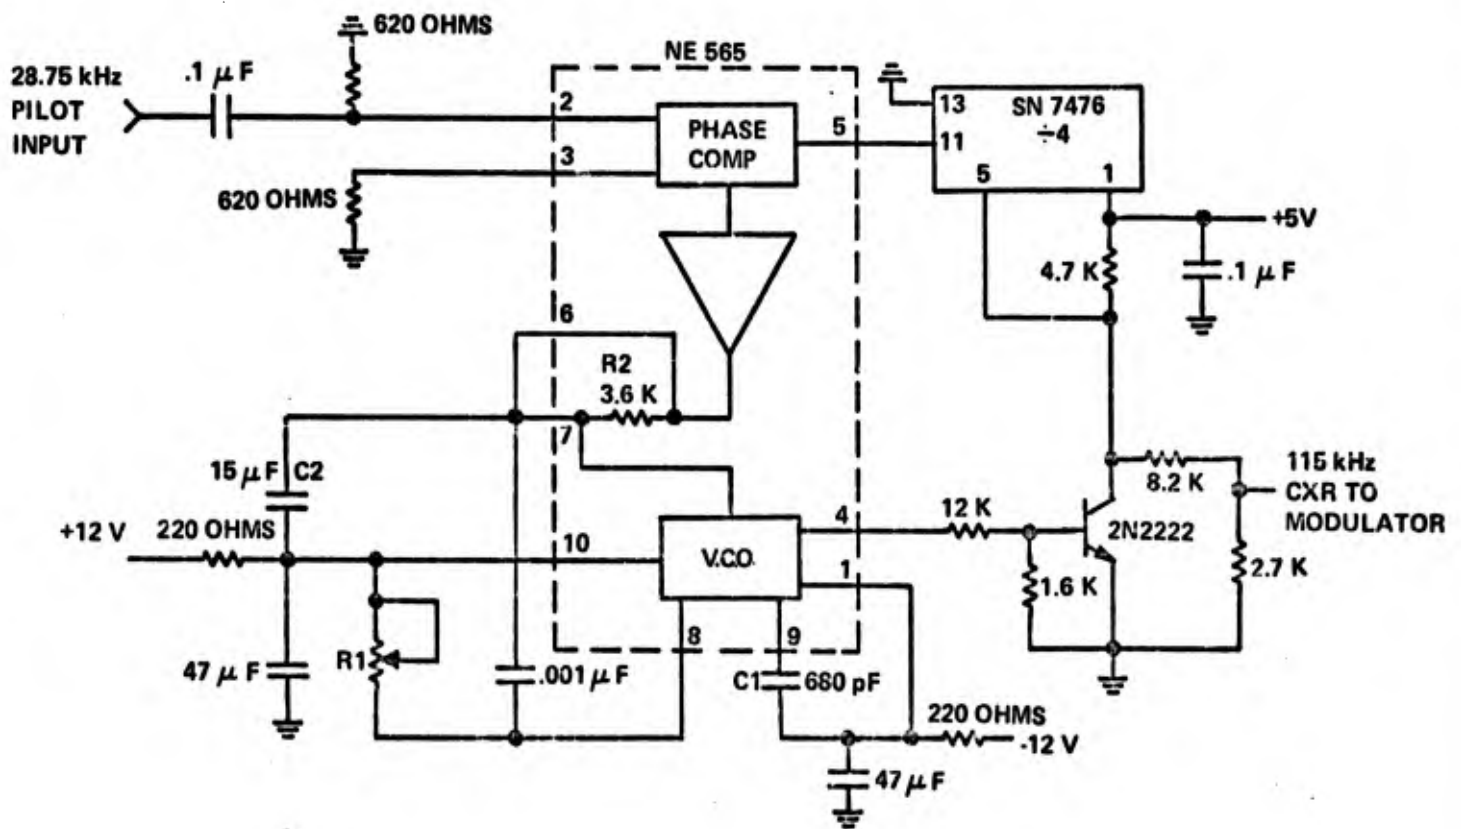 620 OHMS
NE 565
28.75 kHz
PILOT
INPUT
.1 μF
2
PHASE
COMP
5
13
SN 7476
÷4
11
5
1
3
620 OHMS
+5V
4.7 K
.1 μF
6
R2
3.6 K
7
15 μF C2
+12 V
220 OHMS
10
V.C.O.
4
1
12 K
2N2222
8.2 K
115 kHz
CXR TO
MODULATOR
1.6 K
2.7 K
47 μF
R1
.001 μF
8
9
C1
680 pF
220 OHMS
-12 V
47 μF